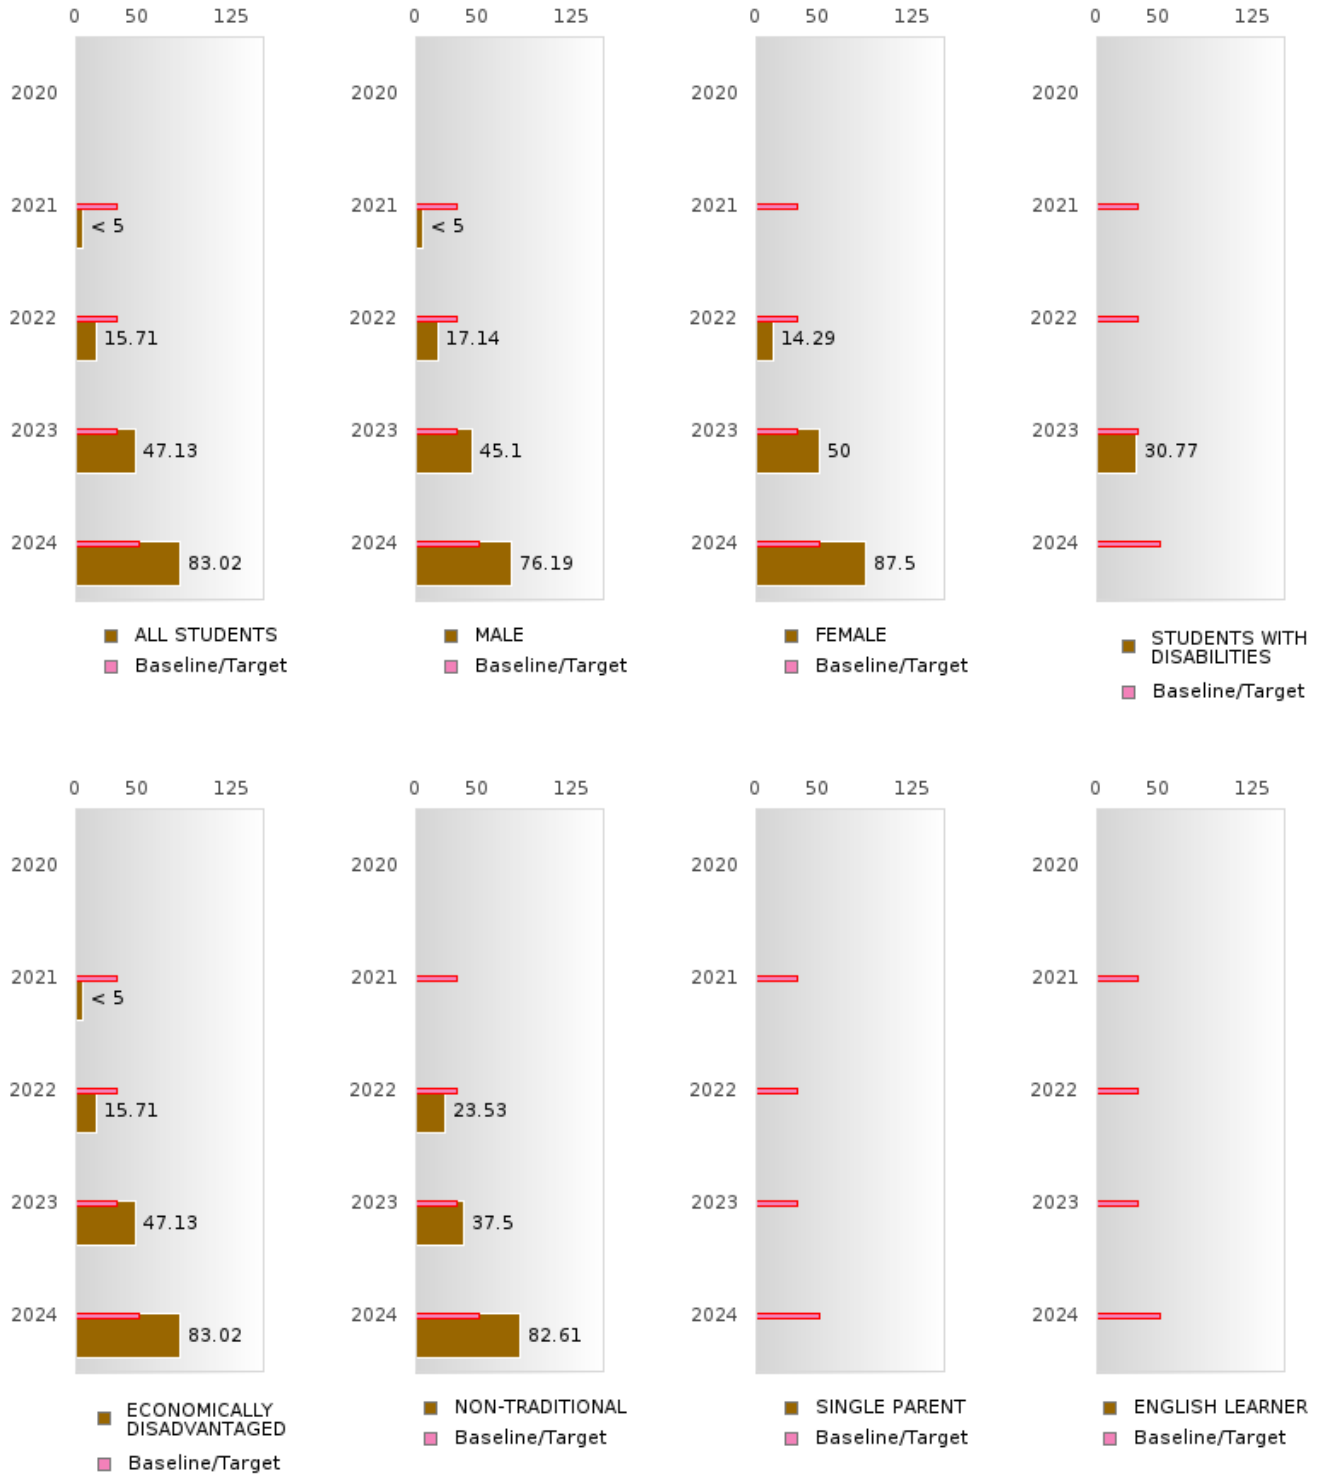 0 50 125
2020
2021
< 5
2022
15.71
2023
47.13
2024
83.02
ALL STUDENTS
Baseline/Target
0 50 125
2020
2021
< 5
2022
17.14
2023
45.1
2024
76.19
MALE
Baseline/Target
0 50 125
2020
2021
2022
14.29
2023
50
2024
87.5
FEMALE
Baseline/Target
0 50 125
2020
2021
2022
2023
30.77
2024
STUDENTS WITH
DISABILITIES
Baseline/Target
0 50 125
2020
2021
< 5
2022
15.71
2023
47.13
2024
83.02
ECONOMICALLY
DISADVANTAGED
Baseline/Target
0 50 125
2020
2021
2022
23.53
2023
37.5
2024
82.61
NON-TRADITIONAL
Baseline/Target
0 50 125
2020
2021
2022
2023
2024
SINGLE PARENT
Baseline/Target
0 50 125
2020
2021
2022
2023
2024
ENGLISH LEARNER
Baseline/Target